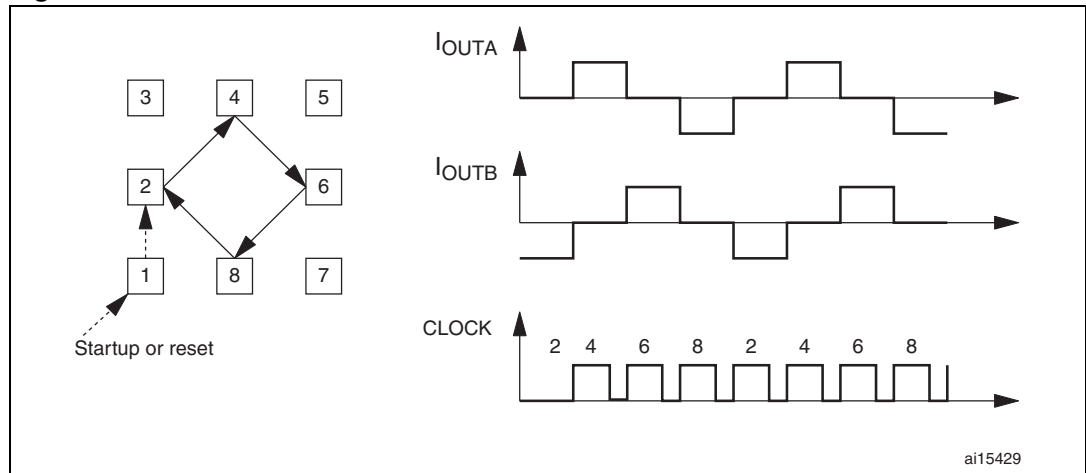 3 4 5
2 6
1 8 7
Startup or reset
IOUTA
IOUTB
CLOCK
2 4 6 8 2 4 6 8
ai15429